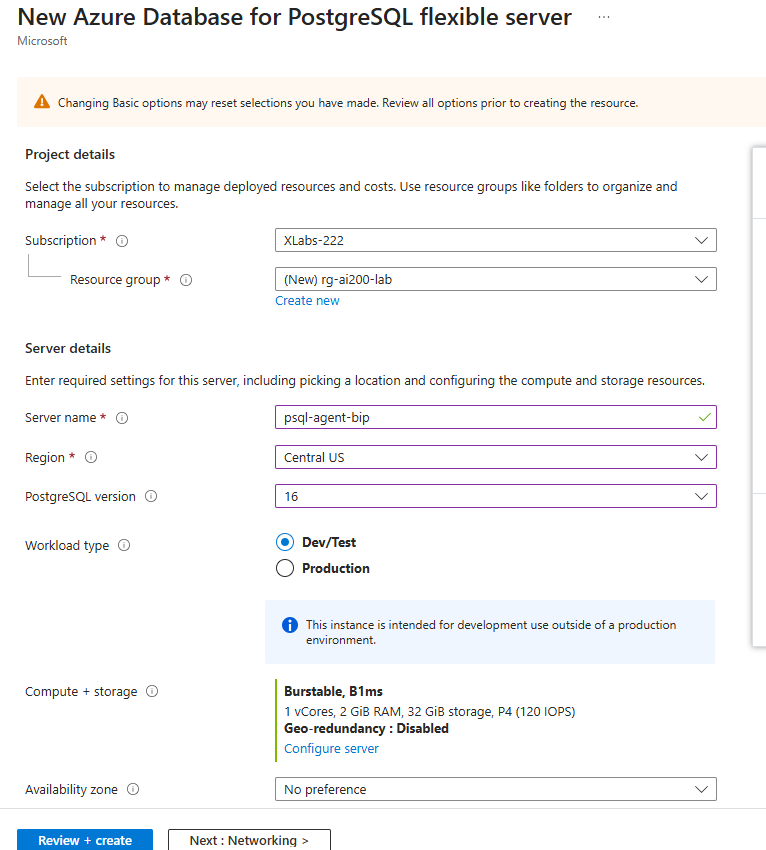 New Azure Database for PostgreSQL flexible server ...
Microsoft
Changing Basic options may reset selections you have made. Review all options prior to creating the resource.
Project details
Select the subscription to manage deployed resources and costs. Use resource groups like folders to organize and
manage all your resources.
Subscription *
XLabs-222
Resource group *
(New) rg-ai200-lab
Create new
Server details
Enter required settings for this server, including picking a location and configuring the compute and storage resources.
Server name *
psql-agent-bip
Region *
Central US
PostgreSQL version
16
Workload type
Dev/Test
Production
This instance is intended for development use outside of a production
environment.
Compute + storage
Burstable, B1ms
1 vCores, 2 GiB RAM, 32 GiB storage, P4 (120 IOPS)
Geo-redundancy : Disabled
Configure server
Availability zone
No preference
Review + create
Next : Networking >